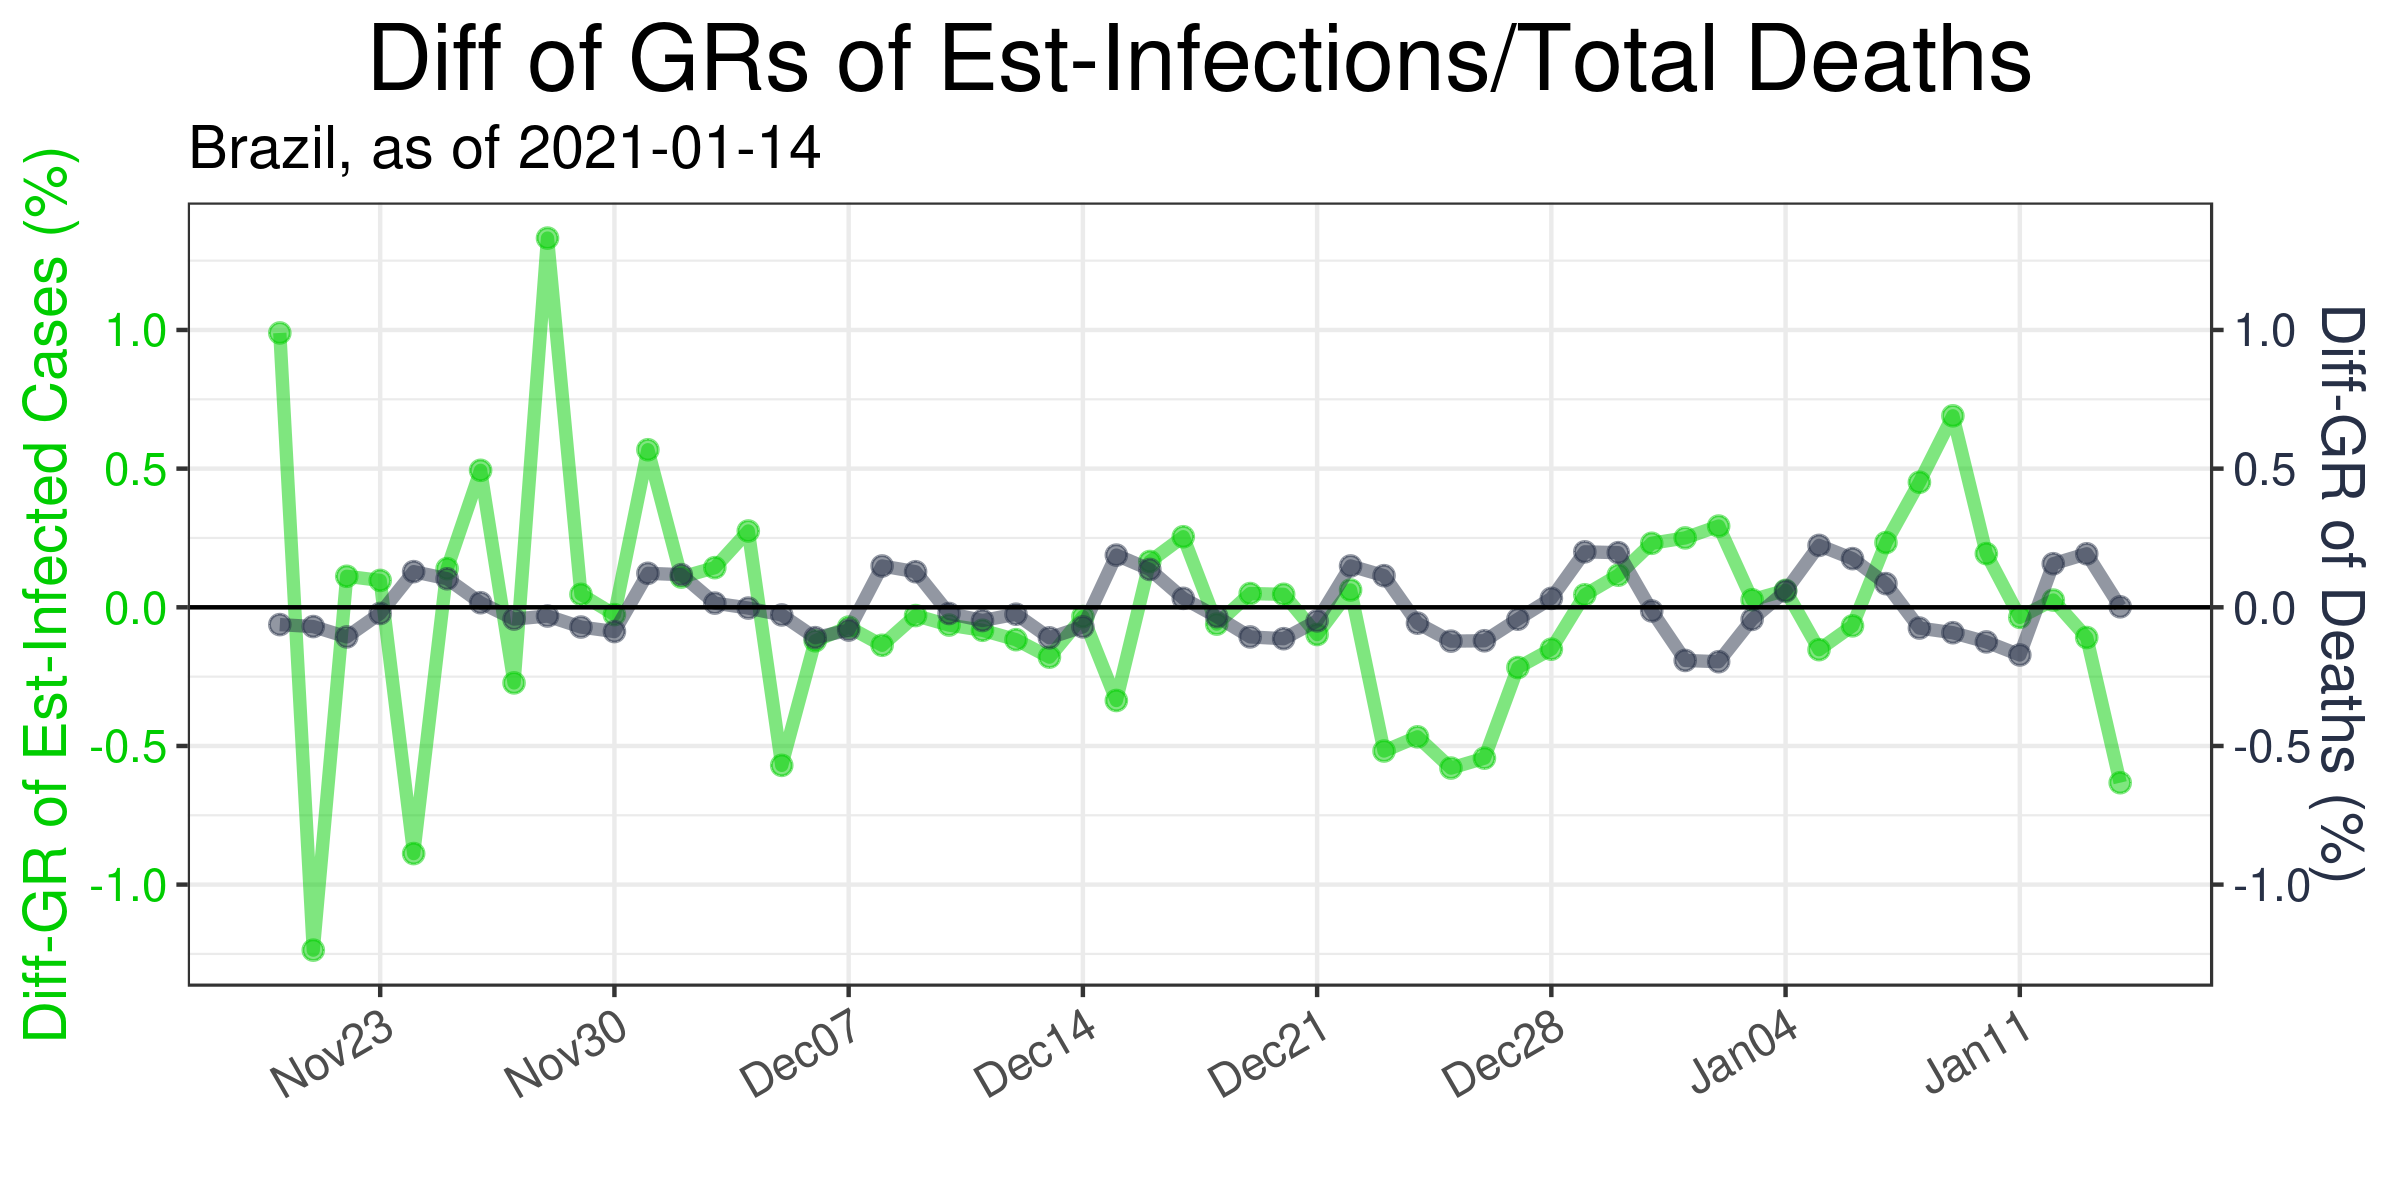 Diff of GRs of Est-Infections/Total Deaths
Brazil, as of 2021-01-14
Diff-GR of Est-Infected Cases (%)
1.0
0.5
0.0
-0.5
-1.0
1.0
0.5
0.0
-0.5
-1.0
Diff-GR of Deaths (%)
Nov23 Nov30 Dec07 Dec14 Dec21 Dec28 Jan04 Jan11